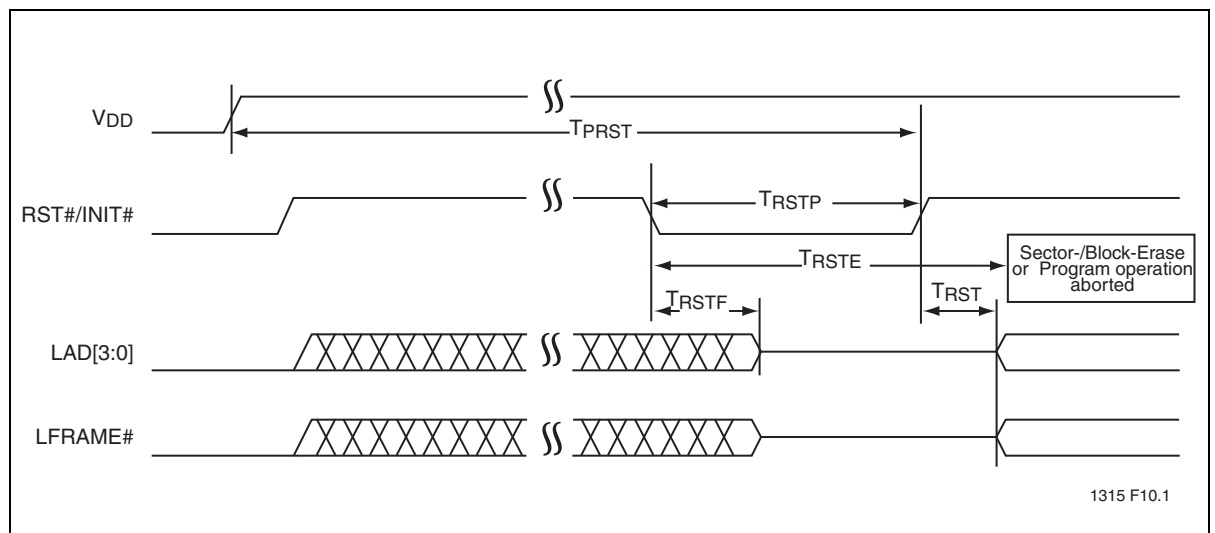 VDD
TPRST
RST#/INIT#
TRSTP
TRSTE
Sector-/Block-Erase
or Program operation
aborted
TRSTF
TRST
LAD[3:0]
LFRAME#
1315 F10.1